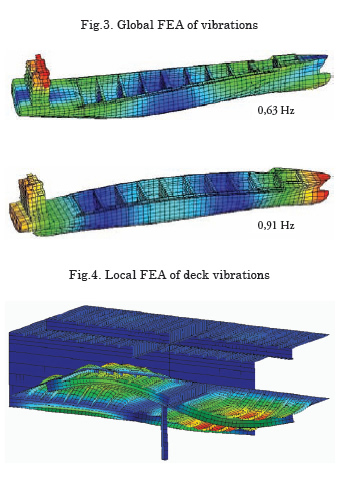 Fig.3. Global FEA of vibrations
0,63 Hz
0,91 Hz
Fig.4. Local FEA of deck vibrations